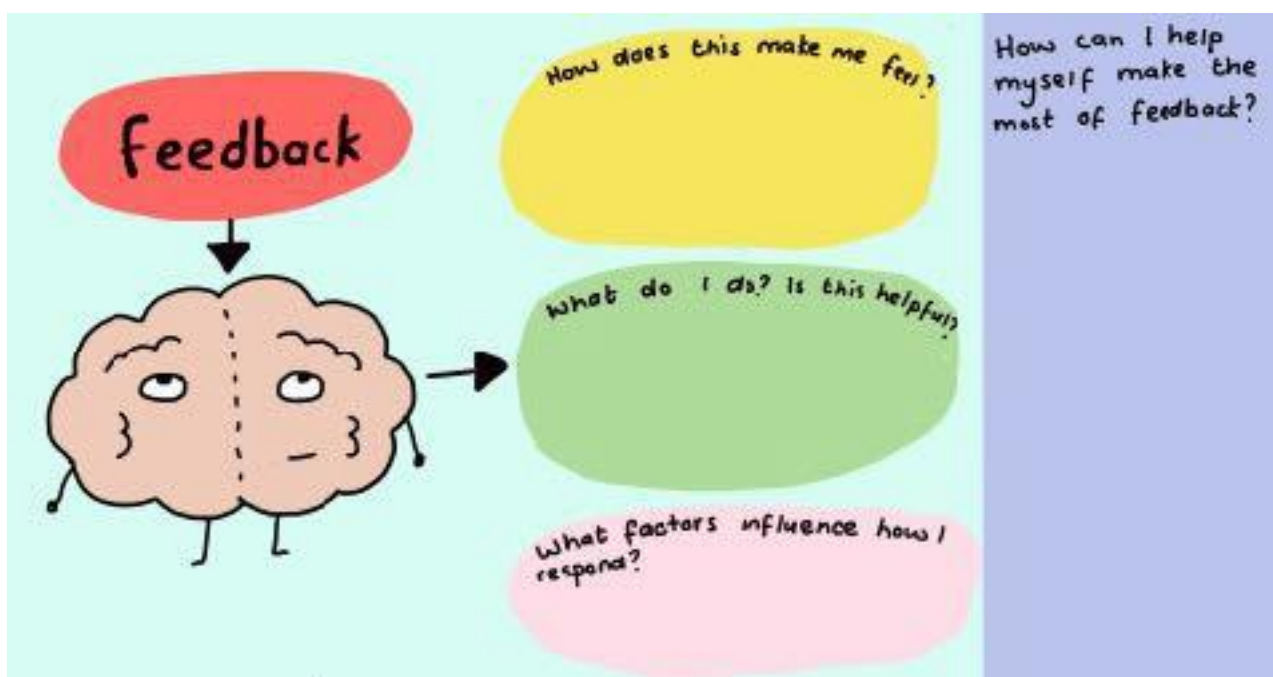 Feedback
How does this make me feel?
What do I do? Is this helpful?
What factors influence how I
respond?
How can I help
myself make the
most of feedback?